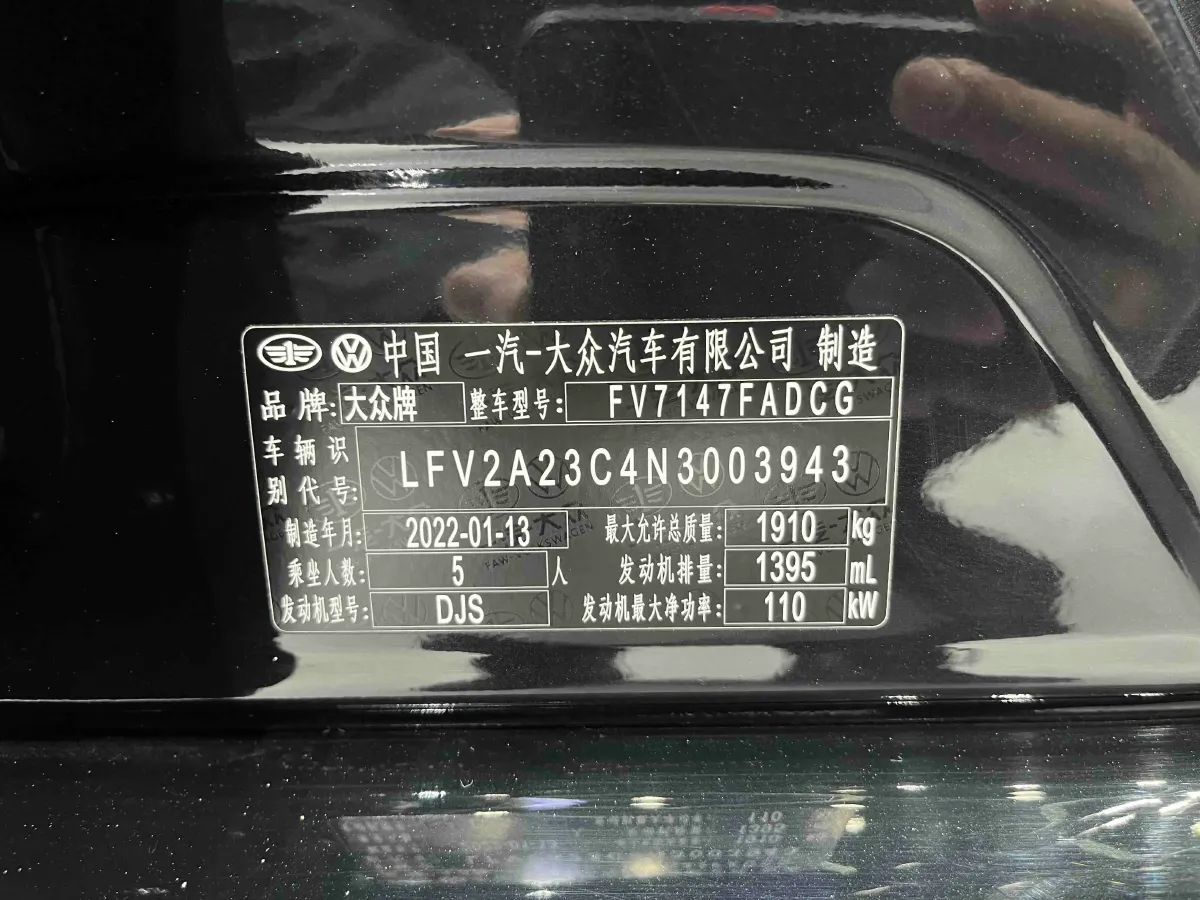 中国 一汽-大众汽车有限公司 制造
品牌: 大众牌 整车型号: FV7147FADCG
车辆识别代号: LFV2A23C4N3003943
制造年月: 2022-01-13 最大允许总质量: 1910 kg
乘坐人数: 5 人 发动机排量: 1395 mL
发动机型号: DJS 发动机最大净功率: 110 kW